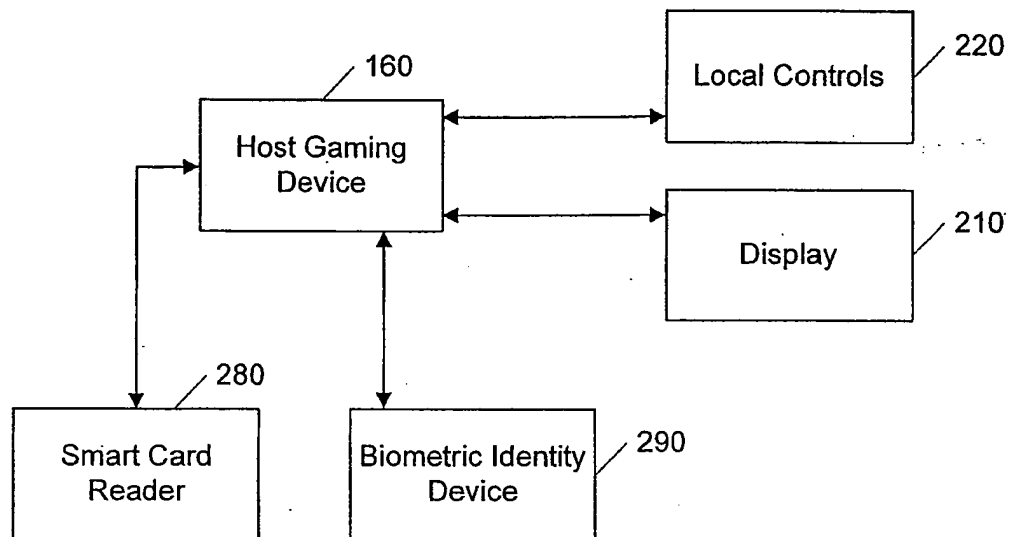 220
Local Controls
160
Host Gaming
Device
210
Display
280
Smart Card
Reader
290
Biometric Identity
Device